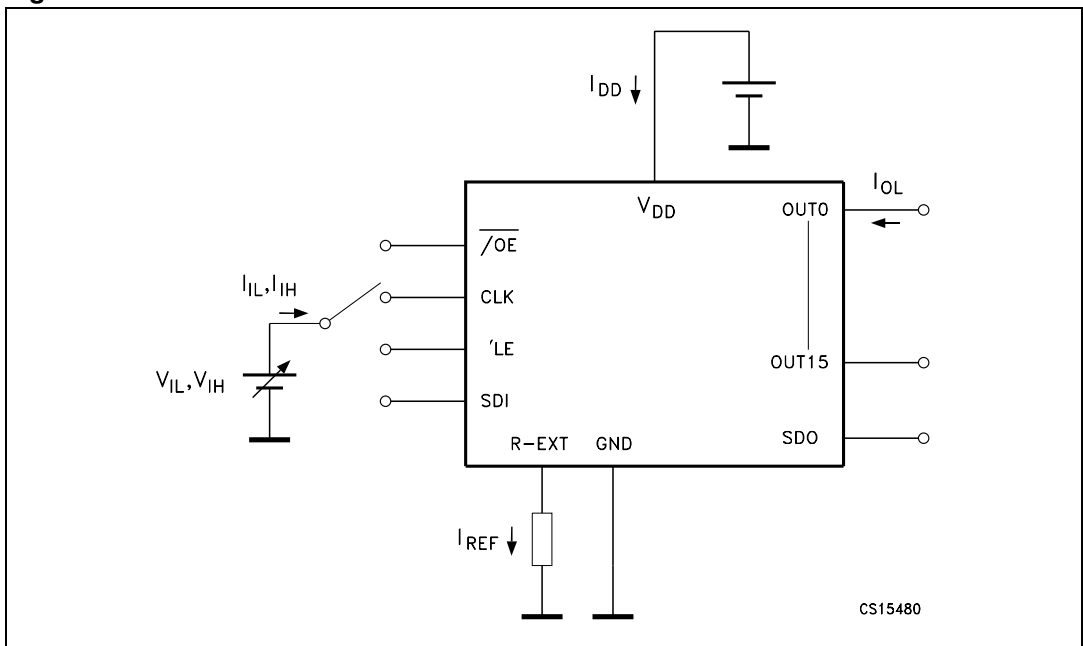 I_DD
V_DD
I_OL
OUT0
/OE
I_IL,I_IH
CLK
'LE
OUT15
V_IL,V_IH
SDI
SDO
R-EXT GND
I_REF
CS15480